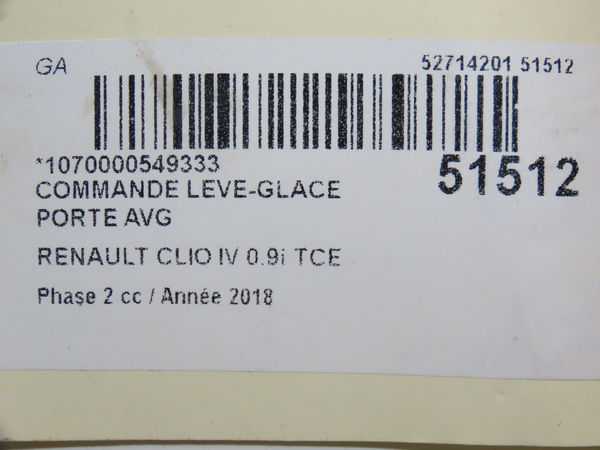 GA 52714201 51512
*1070000549333
51512
COMMANDE LEVE-GLACE
PORTE AVG
RENAULT CLIO IV 0.9i TCE
Phase 2 cc / Année 2018